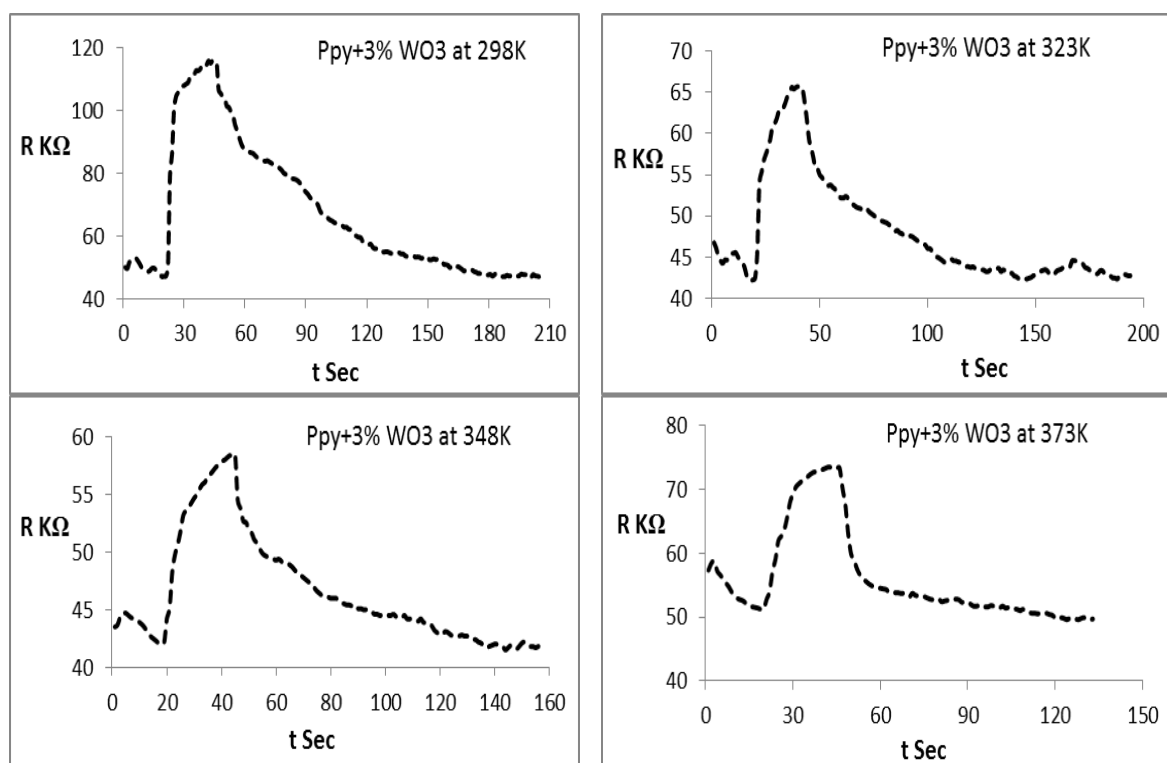 Ppy+3% WO3 at 298K
120
100
80
60
40
R KΩ
0 30 60 90 120 150 180 210
t Sec
Ppy+3% WO3 at 323K
70
65
60
55
50
45
40
R KΩ
0 50 100 150 200
t Sec
Ppy+3% WO3 at 348K
60
55
50
45
40
R KΩ
0 20 40 60 80 100 120 140 160
t Sec
Ppy+3% WO3 at 373K
80
70
60
50
40
R KΩ
0 30 60 90 120 150
t Sec